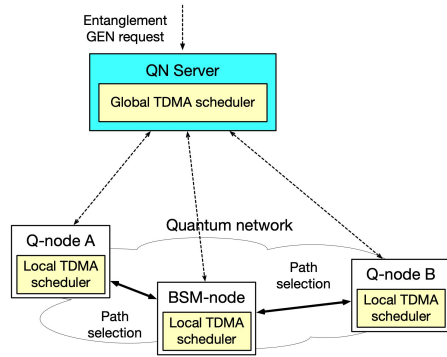 Entanglement
GEN request
QN Server
Global TDMA scheduler
Quantum network
Q-node A
Local TDMA
scheduler
Path
selection
Q-node B
Local TDMA
scheduler
BSM-node
Local TDMA
scheduler
Path
selection